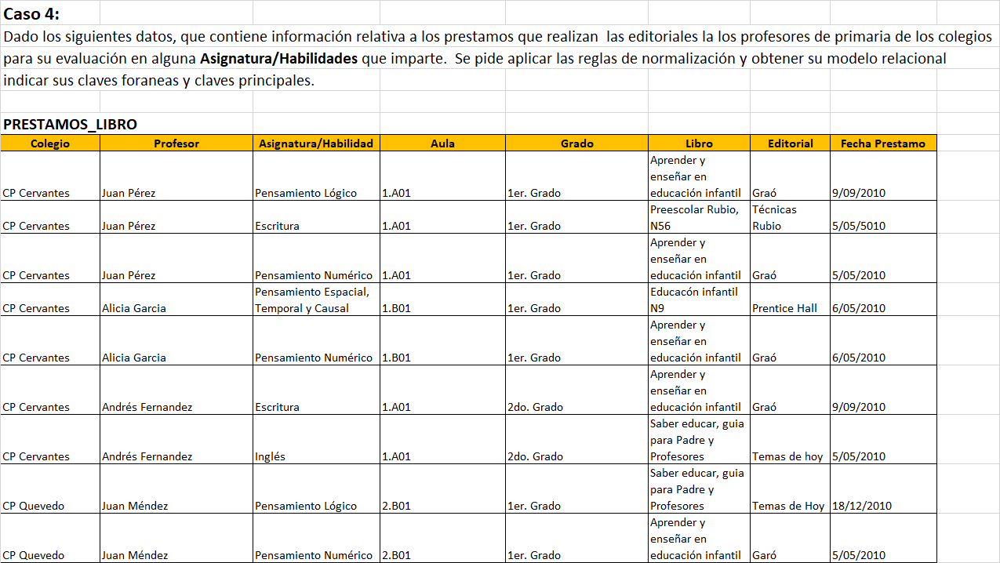 Caso 4:
Dado los siguientes datos, que contiene información relativa a los prestamos que realizan  las editoriales la los profesores de primaria de los colegios
para su evaluación en alguna Asignatura/Habilidades que imparte.  Se pide aplicar las reglas de normalización y obtener su modelo relacional
indicar sus claves foraneas y claves principales.
PRESTAMOS_LIBRO
Colegio Profesor Asignatura/Habilidad Aula Grado Libro Editorial Fecha Prestamo
Aprender y
enseñar en
CP Cervantes Juan Pérez Pensamiento Lógico 1.A01 1er. Grado educación infantil Graó 9/09/2010
Preescolar Rubio, Técnicas
CP Cervantes Juan Pérez Escritura 1.A01 1er. Grado N56 Rubio 5/05/5010
Aprender y
enseñar en
CP Cervantes Juan Pérez Pensamiento Numérico 1.A01 1er. Grado educación infantil Graó 5/05/2010
Pensamiento Espacial, Educacón infantil
CP Cervantes Alicia Garcia Temporal y Causal 1.B01 1er. Grado N9 Prentice Hall 6/05/2010
Aprender y
enseñar en
CP Cervantes Alicia Garcia Pensamiento Numérico 1.B01 1er. Grado educación infantil Graó 6/05/2010
Aprender y
enseñar en
CP Cervantes Andrés Fernandez Escritura 1.A01 2do. Grado educación infantil Graó 9/09/2010
Saber educar, guia
para Padre y
CP Cervantes Andrés Fernandez Inglés 1.A01 2do. Grado Profesores Temas de hoy 5/05/2010
Saber educar, guia
para Padre y
CP Quevedo Juan Méndez Pensamiento Lógico 2.B01 1er. Grado Profesores Temas de Hoy 18/12/2010
Aprender y
enseñar en
CP Quevedo Juan Méndez Pensamiento Numérico 2.B01 1er. Grado educación infantil Garó 5/05/2010